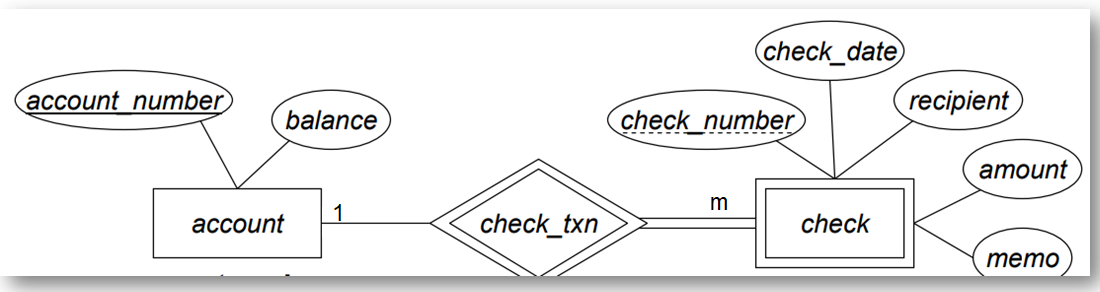 check_date
account_number
balance
check_number
recipient
amount
account
1
check_txn
m
check
memo